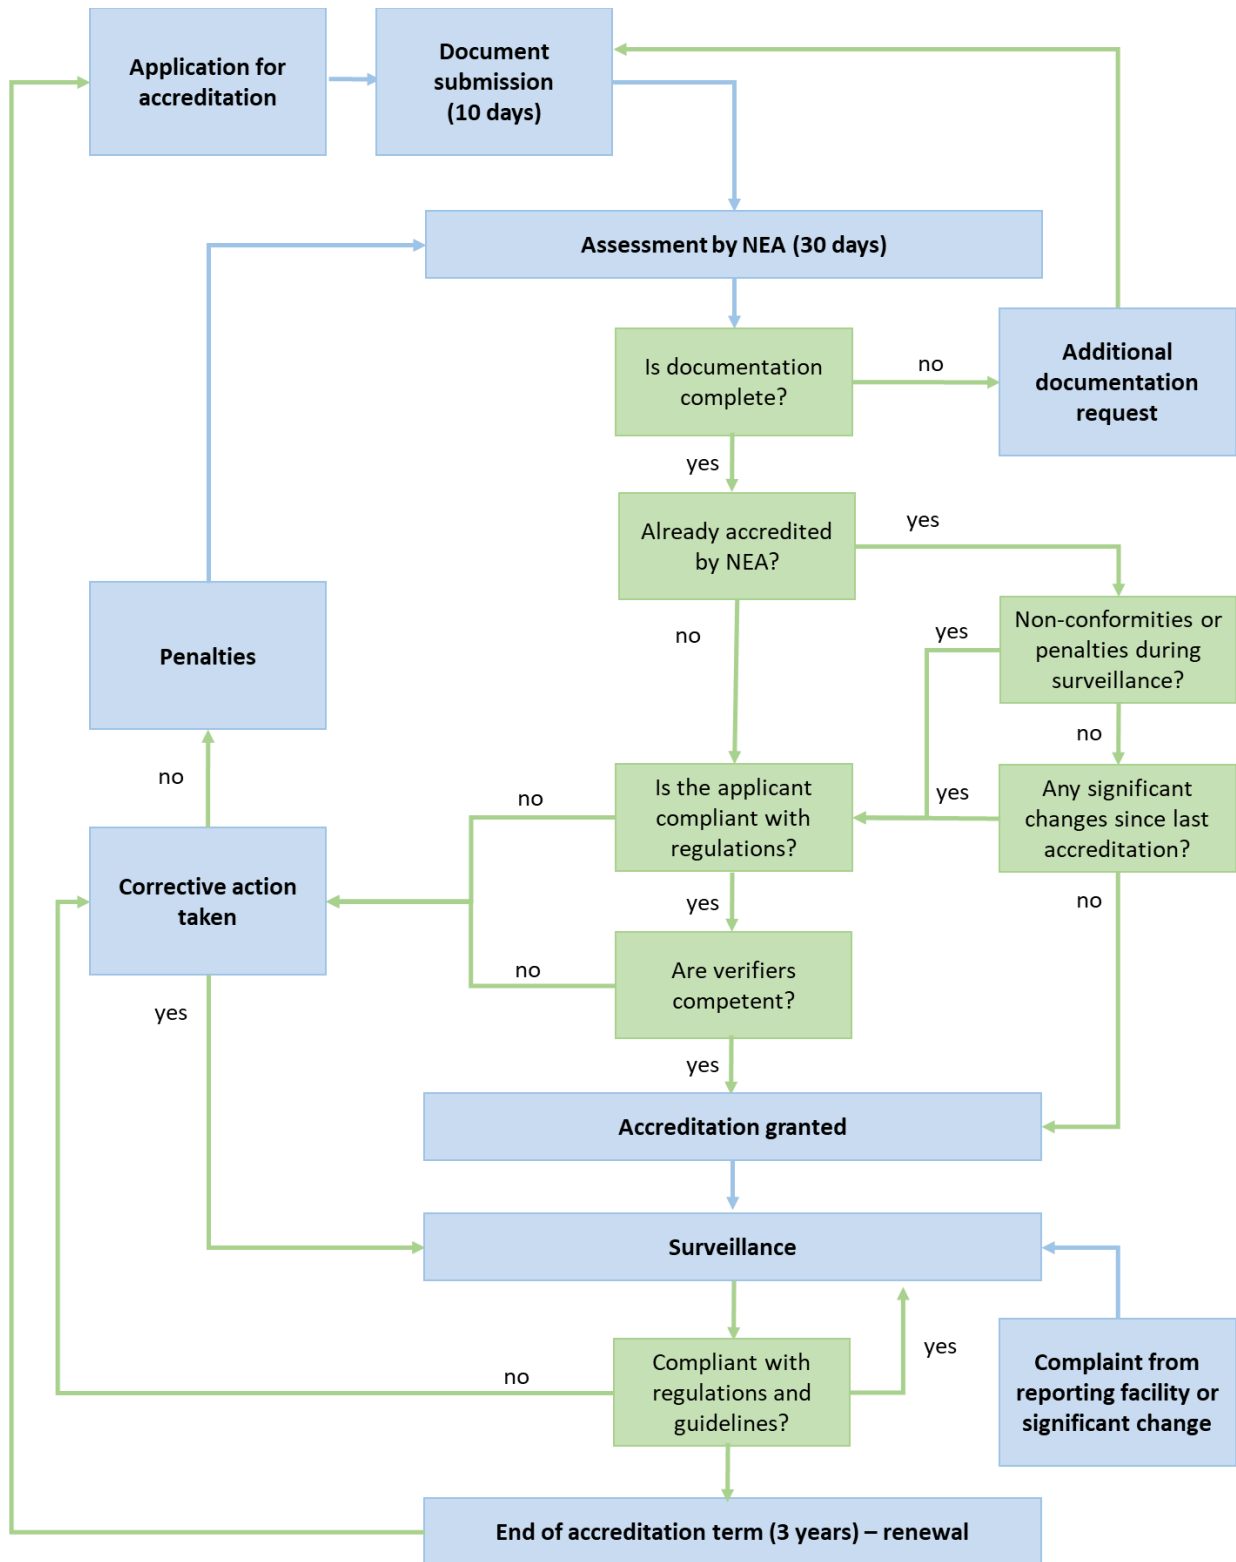 Application for
accreditation
Document
submission
(10 days)
Assessment by NEA (30 days)
Is documentation
complete?
no
Additional
documentation
request
yes
Already accredited
by NEA?
yes
no
Non-conformities or
penalties during
surveillance?
yes
no
Penalties
no
Is the applicant
compliant with
regulations?
no
yes
Any significant
changes since last
accreditation?
yes
no
Corrective action
taken
yes
Are verifiers
competent?
no
yes
Accreditation granted
Surveillance
Compliant with
regulations and
guidelines?
no
yes
Complaint from
reporting facility or
significant change
End of accreditation term (3 years) – renewal